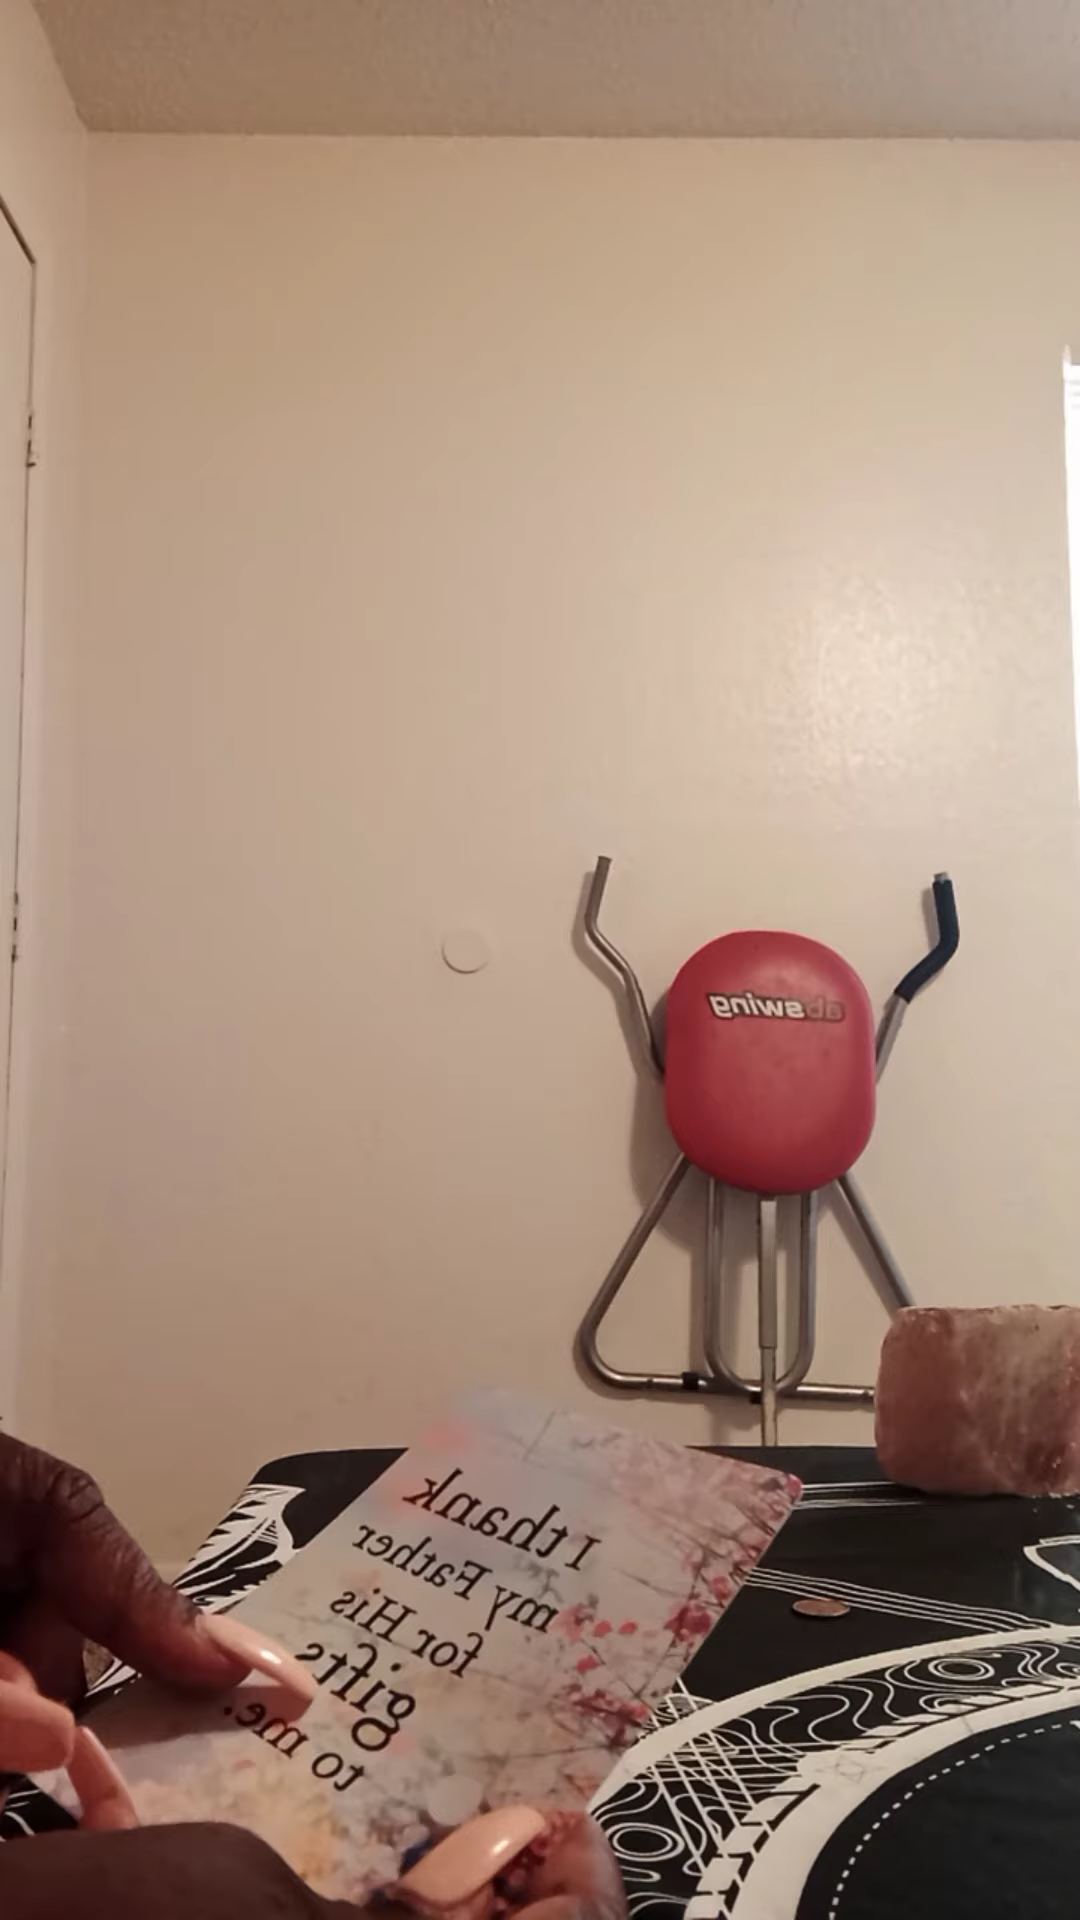 abswing
I thank
my Father
for His
gifts
to me.